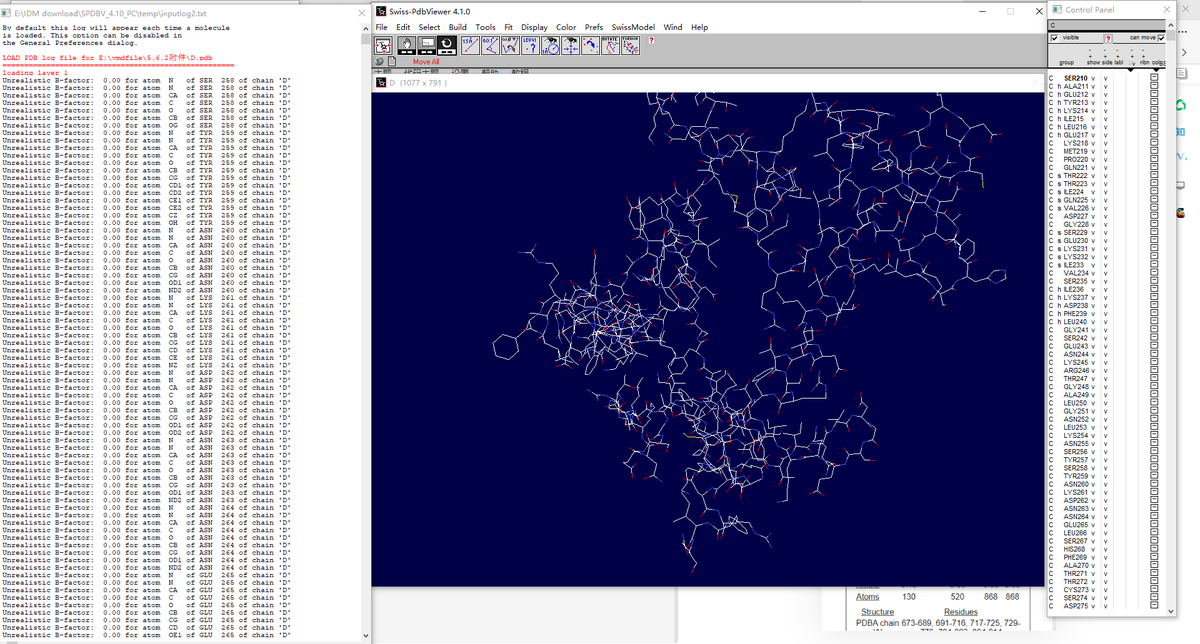 E:\IDM download\SPDBV_4.10_PC\temp\inputlog2.txt
By default this log will appear each time a molecule
is loaded. This option can be disabled in
the General Preferences dialog.
LOAD PDB log file for E:\vmdfile\5.6.2附件\D.pdb
loading layer 1
Unrealistic B-factor: 0.00 for atom N of SER 258 of chain 'D'
Unrealistic B-factor: 0.00 for atom N of SER 258 of chain 'D'
Unrealistic B-factor: 0.00 for atom CA of SER 258 of chain 'D'
Unrealistic B-factor: 0.00 for atom C of SER 258 of chain 'D'
Unrealistic B-factor: 0.00 for atom O of SER 258 of chain 'D'
Unrealistic B-factor: 0.00 for atom CB of SER 258 of chain 'D'
Unrealistic B-factor: 0.00 for atom OG of SER 258 of chain 'D'
Unrealistic B-factor: 0.00 for atom N of TYR 259 of chain 'D'
Unrealistic B-factor: 0.00 for atom N of TYR 259 of chain 'D'
Unrealistic B-factor: 0.00 for atom CA of TYR 259 of chain 'D'
Unrealistic B-factor: 0.00 for atom C of TYR 259 of chain 'D'
Unrealistic B-factor: 0.00 for atom O of TYR 259 of chain 'D'
Unrealistic B-factor: 0.00 for atom CB of TYR 259 of chain 'D'
Unrealistic B-factor: 0.00 for atom CG of TYR 259 of chain 'D'
Unrealistic B-factor: 0.00 for atom CD1 of TYR 259 of chain 'D'
Unrealistic B-factor: 0.00 for atom CD2 of TYR 259 of chain 'D'
Unrealistic B-factor: 0.00 for atom CE1 of TYR 259 of chain 'D'
Unrealistic B-factor: 0.00 for atom CE2 of TYR 259 of chain 'D'
Unrealistic B-factor: 0.00 for atom CZ of TYR 259 of chain 'D'
Unrealistic B-factor: 0.00 for atom OH of TYR 259 of chain 'D'
Unrealistic B-factor: 0.00 for atom N of ASN 260 of chain 'D'
Unrealistic B-factor: 0.00 for atom N of ASN 260 of chain 'D'
Unrealistic B-factor: 0.00 for atom CA of ASN 260 of chain 'D'
Unrealistic B-factor: 0.00 for atom C of ASN 260 of chain 'D'
Unrealistic B-factor: 0.00 for atom O of ASN 260 of chain 'D'
Unrealistic B-factor: 0.00 for atom CB of ASN 260 of chain 'D'
Unrealistic B-factor: 0.00 for atom CG of ASN 260 of chain 'D'
Unrealistic B-factor: 0.00 for atom OD1 of ASN 260 of chain 'D'
Unrealistic B-factor: 0.00 for atom ND2 of ASN 260 of chain 'D'
Unrealistic B-factor: 0.00 for atom N of LYS 261 of chain 'D'
Unrealistic B-factor: 0.00 for atom N of LYS 261 of chain 'D'
Unrealistic B-factor: 0.00 for atom CA of LYS 261 of chain 'D'
Unrealistic B-factor: 0.00 for atom C of LYS 261 of chain 'D'
Unrealistic B-factor: 0.00 for atom O of LYS 261 of chain 'D'
Unrealistic B-factor: 0.00 for atom CB of LYS 261 of chain 'D'
Unrealistic B-factor: 0.00 for atom CG of LYS 261 of chain 'D'
Unrealistic B-factor: 0.00 for atom CD of LYS 261 of chain 'D'
Unrealistic B-factor: 0.00 for atom CE of LYS 261 of chain 'D'
Unrealistic B-factor: 0.00 for atom NZ of LYS 261 of chain 'D'
Unrealistic B-factor: 0.00 for atom N of ASP 262 of chain 'D'
Unrealistic B-factor: 0.00 for atom N of ASP 262 of chain 'D'
Unrealistic B-factor: 0.00 for atom CA of ASP 262 of chain 'D'
Unrealistic B-factor: 0.00 for atom C of ASP 262 of chain 'D'
Unrealistic B-factor: 0.00 for atom O of ASP 262 of chain 'D'
Unrealistic B-factor: 0.00 for atom CB of ASP 262 of chain 'D'
Unrealistic B-factor: 0.00 for atom CG of ASP 262 of chain 'D'
Unrealistic B-factor: 0.00 for atom OD1 of ASP 262 of chain 'D'
Unrealistic B-factor: 0.00 for atom OD2 of ASP 262 of chain 'D'
Unrealistic B-factor: 0.00 for atom N of ASN 263 of chain 'D'
Unrealistic B-factor: 0.00 for atom N of ASN 263 of chain 'D'
Unrealistic B-factor: 0.00 for atom CA of ASN 263 of chain 'D'
Unrealistic B-factor: 0.00 for atom C of ASN 263 of chain 'D'
Unrealistic B-factor: 0.00 for atom O of ASN 263 of chain 'D'
Unrealistic B-factor: 0.00 for atom CB of ASN 263 of chain 'D'
Unrealistic B-factor: 0.00 for atom CG of ASN 263 of chain 'D'
Unrealistic B-factor: 0.00 for atom OD1 of ASN 263 of chain 'D'
Unrealistic B-factor: 0.00 for atom ND2 of ASN 263 of chain 'D'
Unrealistic B-factor: 0.00 for atom N of ASN 264 of chain 'D'
Unrealistic B-factor: 0.00 for atom N of ASN 264 of chain 'D'
Unrealistic B-factor: 0.00 for atom CA of ASN 264 of chain 'D'
Unrealistic B-factor: 0.00 for atom C of ASN 264 of chain 'D'
Unrealistic B-factor: 0.00 for atom O of ASN 264 of chain 'D'
Unrealistic B-factor: 0.00 for atom CB of ASN 264 of chain 'D'
Unrealistic B-factor: 0.00 for atom CG of ASN 264 of chain 'D'
Unrealistic B-factor: 0.00 for atom OD1 of ASN 264 of chain 'D'
Unrealistic B-factor: 0.00 for atom ND2 of ASN 264 of chain 'D'
Unrealistic B-factor: 0.00 for atom N of GLU 265 of chain 'D'
Unrealistic B-factor: 0.00 for atom N of GLU 265 of chain 'D'
Unrealistic B-factor: 0.00 for atom CA of GLU 265 of chain 'D'
Unrealistic B-factor: 0.00 for atom C of GLU 265 of chain 'D'
Unrealistic B-factor: 0.00 for atom O of GLU 265 of chain 'D'
Unrealistic B-factor: 0.00 for atom CB of GLU 265 of chain 'D'
Unrealistic B-factor: 0.00 for atom CG of GLU 265 of chain 'D'
Unrealistic B-factor: 0.00 for atom CD of GLU 265 of chain 'D'
Unrealistic B-factor: 0.00 for atom OE1 of GLU 265 of chain 'D'
Swiss-PdbViewer 4.1.0
File Edit Select Build Tools Fit Display Color Prefs SwissModel Wind Help
Move All
D (1077 x 791)
Atoms 130 520 868 868
Structure Residues
PDBA chain 673-689, 691-716, 717-725, 729-
Control Panel
C
visible ? can move
group show side labl :v ribn col
C SER210 v v
C h ALA211 v v
C h GLU212 v v
C h TYR213 v v
C h LYS214 v v
C h ILE215 v v
C h LEU216 v v
C h GLU217 v v
C LYS218 v v
C MET219 v v
C PRO220 v v
C GLN221 v v
C s THR222 v v
C s THR223 v v
C s ILE224 v v
C s GLN225 v v
C s VAL226 v v
C ASP227 v v
C GLY228 v v
C s SER229 v v
C s GLU230 v v
C s LYS231 v v
C s LYS232 v v
C s ILE233 v v
C VAL234 v v
C SER235 v v
C h ILE236 v v
C h LYS237 v v
C h ASP238 v v
C h PHE239 v v
C h LEU240 v v
C GLY241 v v
C SER242 v v
C GLU243 v v
C ASN244 v v
C LYS245 v v
C ARG246 v v
C THR247 v v
C GLY248 v v
C ALA249 v v
C LEU250 v v
C GLY251 v v
C ASN252 v v
C LEU253 v v
C LYS254 v v
C ASN255 v v
C SER256 v v
C TYR257 v v
C SER258 v v
C TYR259 v v
C ASN260 v v
C LYS261 v v
C ASP262 v v
C ASN263 v v
C ASN264 v v
C GLU265 v v
C LEU266 v v
C SER267 v v
C HIS268 v v
C PHE269 v v
C ALA270 v v
C THR271 v v
C THR272 v v
C CYS273 v v
C SER274 v v
C ASP275 v v